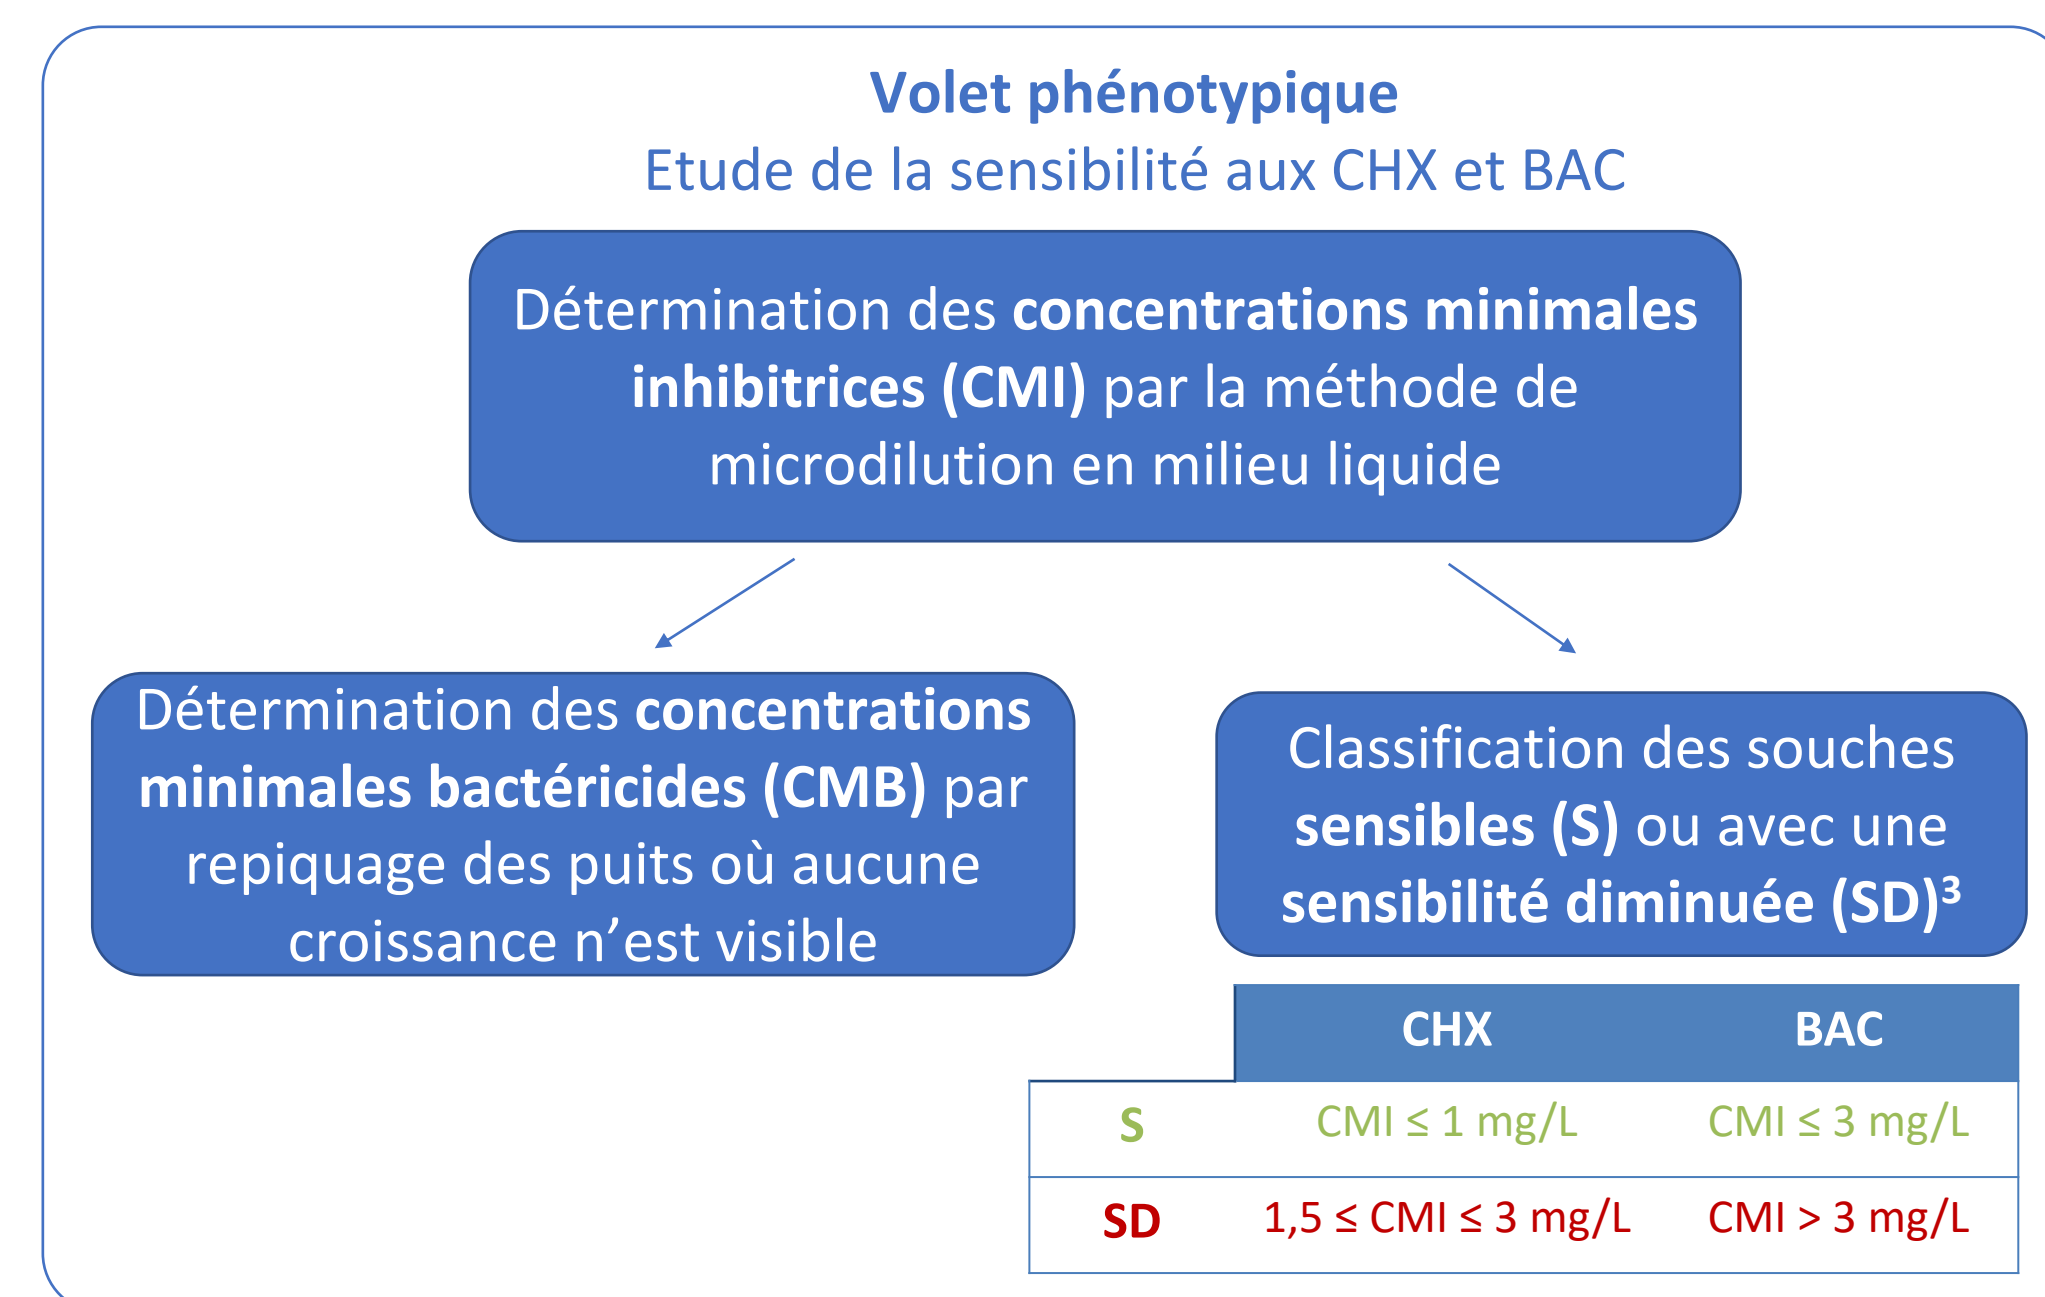 Volet phénotypique
Etude de la sensibilité aux CHX et BAC
Détermination des concentrations minimales
inhibitrices (CMI) par la méthode de
microdilution en milieu liquide
Détermination des concentrations
minimales bactéricides (CMB) par
repiquage des puits où aucune
croissance n’est visible
Classification des souches
sensibles (S) ou avec une
sensibilité diminuée (SD)³
CHX BAC
S CMI ≤ 1 mg/L CMI ≤ 3 mg/L
SD 1,5 ≤ CMI ≤ 3 mg/L CMI > 3 mg/L